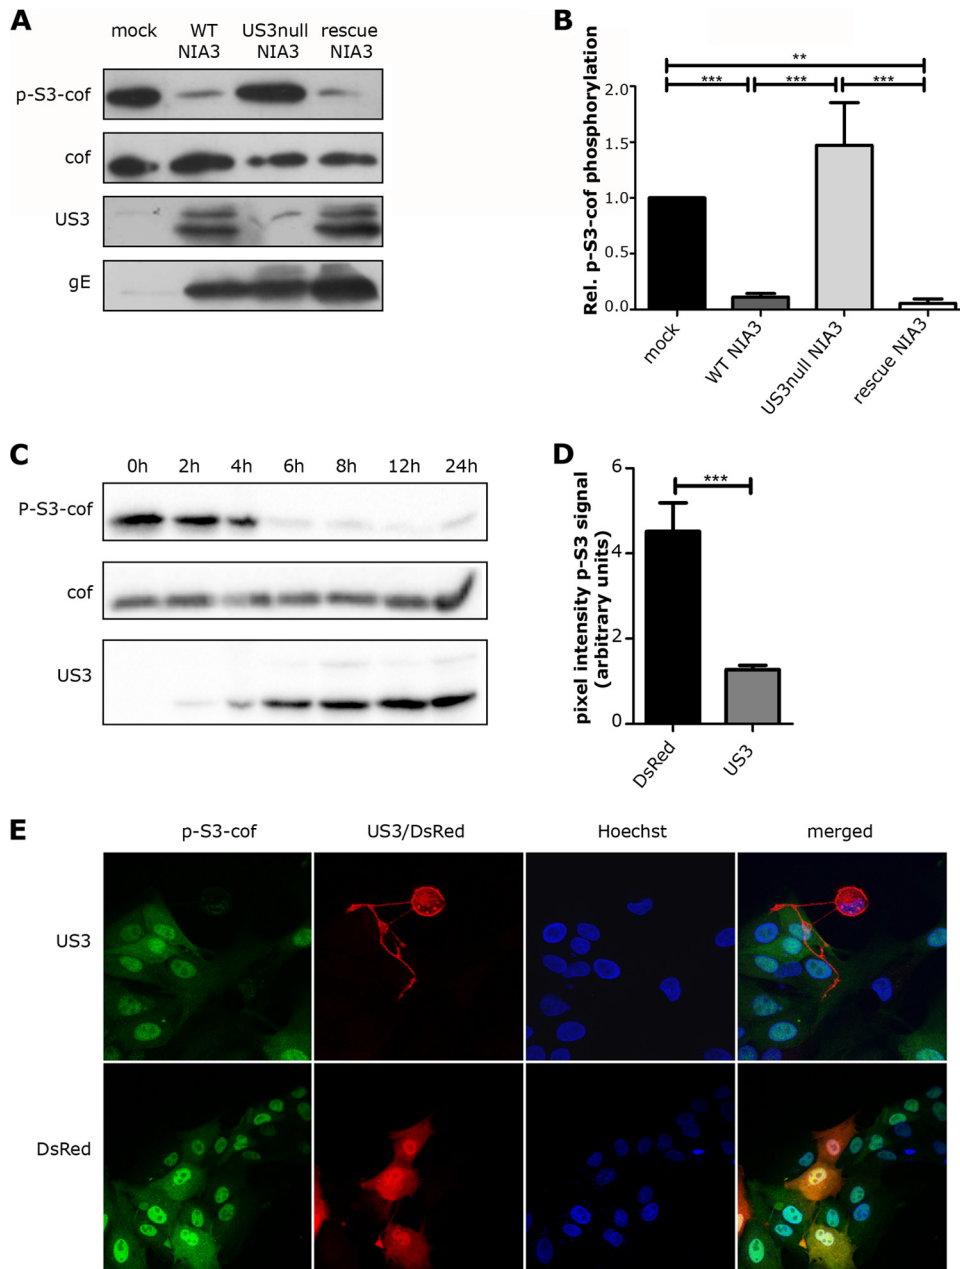 A
mock WT US3null rescue
NIA3 NIA3 NIA3
p-S3-cof
cof
US3
gE
B
Rel. p-S3-cof phosphorylation
**
*** *** ***
2.0
1.0
0.5
0.0
mock
WT NIA3
US3null NIA3
rescue NIA3
C
0h 2h 4h 6h 8h 12h 24h
P-S3-cof
cof
US3
D
pixel intensity p-S3 signal
(arbitrary units)
***
6
4
2
0
DsRed
US3
E
p-S3-cof US3/DsRed Hoechst merged
US3
DsRed